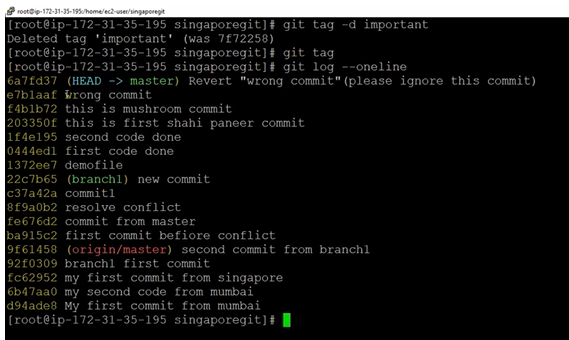 root@ip-172-31-35-195:/home/ec2-user/singaporegit
[root@ip-172-31-35-195 singaporegit]# git tag -d important
Deleted tag 'important' (was 7f72258)
[root@ip-172-31-35-195 singaporegit]# git tag
[root@ip-172-31-35-195 singaporegit]# git log --oneline
6a7fd37 (HEAD -> master) Revert "wrong commit"(please ignore this commit)
e7b1aaf wrong commit
f4b1b72 this is mushroom commit
203350f this is first shahi paneer commit
1f4e195 second code done
0444ed1 first code done
1372ee7 demofile
22c7b65 (branch1) new commit
c37a42a commit1
8f9a0b2 resolve conflict
fe676d2 commit from master
ba915c2 first commit befiore conflict
9f61458 (origin/master) second commit from branch1
92f0309 branch1 first commit
fc62952 my first commit from singapore
6b47aa0 my second code from mumbai
d94ade8 My first commit from mumbai
[root@ip-172-31-35-195 singaporegit]#